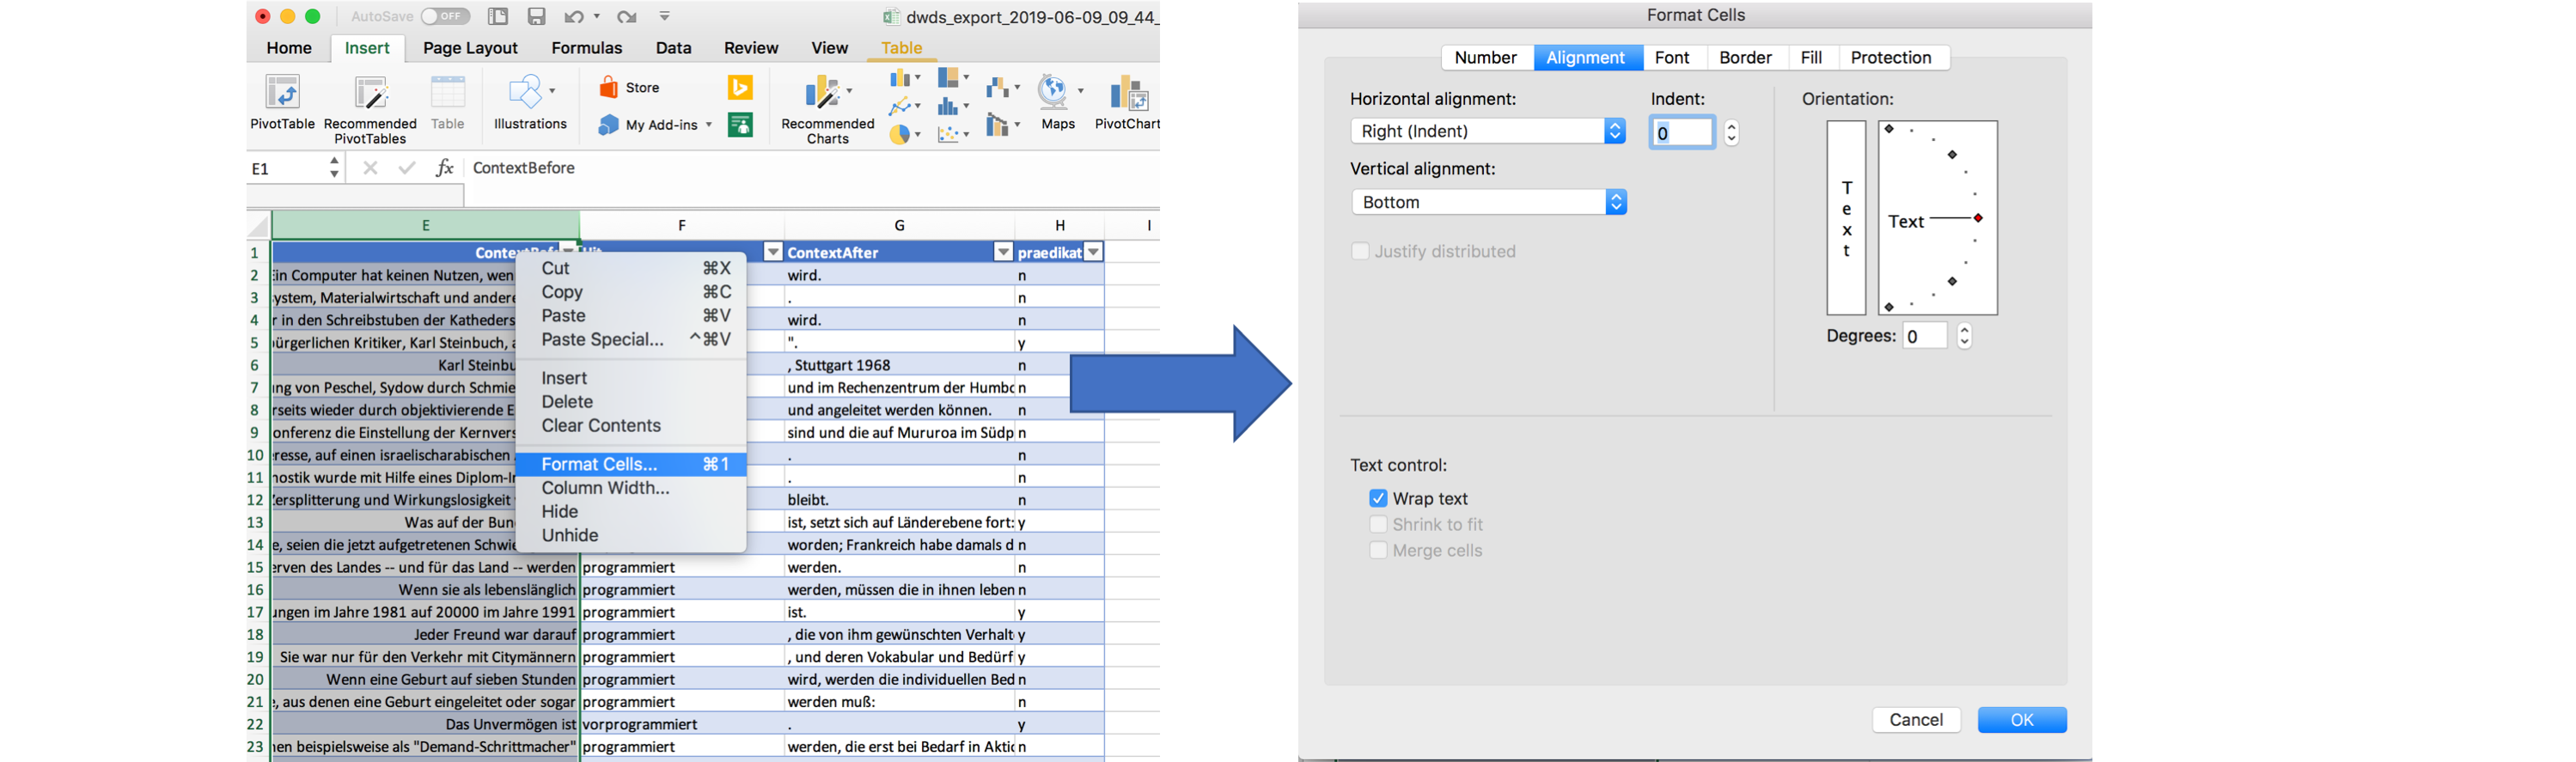 AutoSave OFF
dwds_export_2019-06-09_09_44_
Home Insert Page Layout Formulas Data Review View Table
PivotTable
Recommended PivotTables
Table
Illustrations
Store
My Add-ins
Recommended Charts
Maps
PivotChart
E1 fx ContextBefore
E F G H I
1 ContextAfter praedikat
2 Ein Computer hat keinen Nutzen, wen wird. n
3 system, Materialwirtschaft und andere . n
4 r in den Schreibstuben der Katheders wird. n
5 bürgerlichen Kritiker, Karl Steinbuch, a ". y
6 Karl Steinbu , Stuttgart 1968 n
7 ung von Peschel, Sydow durch Schmie und im Rechenzentrum der Humbo n
8 rseits wieder durch objektivierende E und angeleitet werden können. n
9 onferenz die Einstellung der Kernvers sind und die auf Mururoa im Südp n
10 eresse, auf einen israelischarabischen . n
11 nostik wurde mit Hilfe eines Diplom-In . n
12 Zersplitterung und Wirkungslosigkeit bleibt. n
13 Was auf der Bun ist, setzt sich auf Länderebene fort: y
14 e, seien die jetzt aufgetretenen Schwie worden; Frankreich habe damals d n
15 erven des Landes -- und für das Land -- werden programmiert werden. n
16 Wenn sie als lebenslänglich programmiert werden, müssen die in ihnen leben n
17 ungen im Jahre 1981 auf 20000 im Jahre 1991 programmiert ist. y
18 Jeder Freund war darauf programmiert , die von ihm gewünschten Verhalt y
19 Sie war nur für den Verkehr mit Citymännern programmiert , und deren Vokabular und Bedürf y
20 Wenn eine Geburt auf sieben Stunden programmiert wird, werden die individuellen Bed n
21 e, aus denen eine Geburt eingeleitet oder sogar programmiert werden muß: n
22 Das Unvermögen ist vorprogrammiert . y
23 nen beispielsweise als "Demand-Schrittmacher" programmiert werden, die erst bei Bedarf in Aktio n
Cut ⌘X
Copy ⌘C
Paste ⌘V
Paste Special... ^⌘V
Insert
Delete
Clear Contents
Format Cells... ⌘1
Column Width...
Hide
Unhide
Format Cells
Number Alignment Font Border Fill Protection
Horizontal alignment: Indent:
Right (Indent) 0
Vertical alignment:
Bottom
Justify distributed
Orientation:
Text
Text
Degrees: 0
Text control:
Wrap text
Shrink to fit
Merge cells
Cancel OK